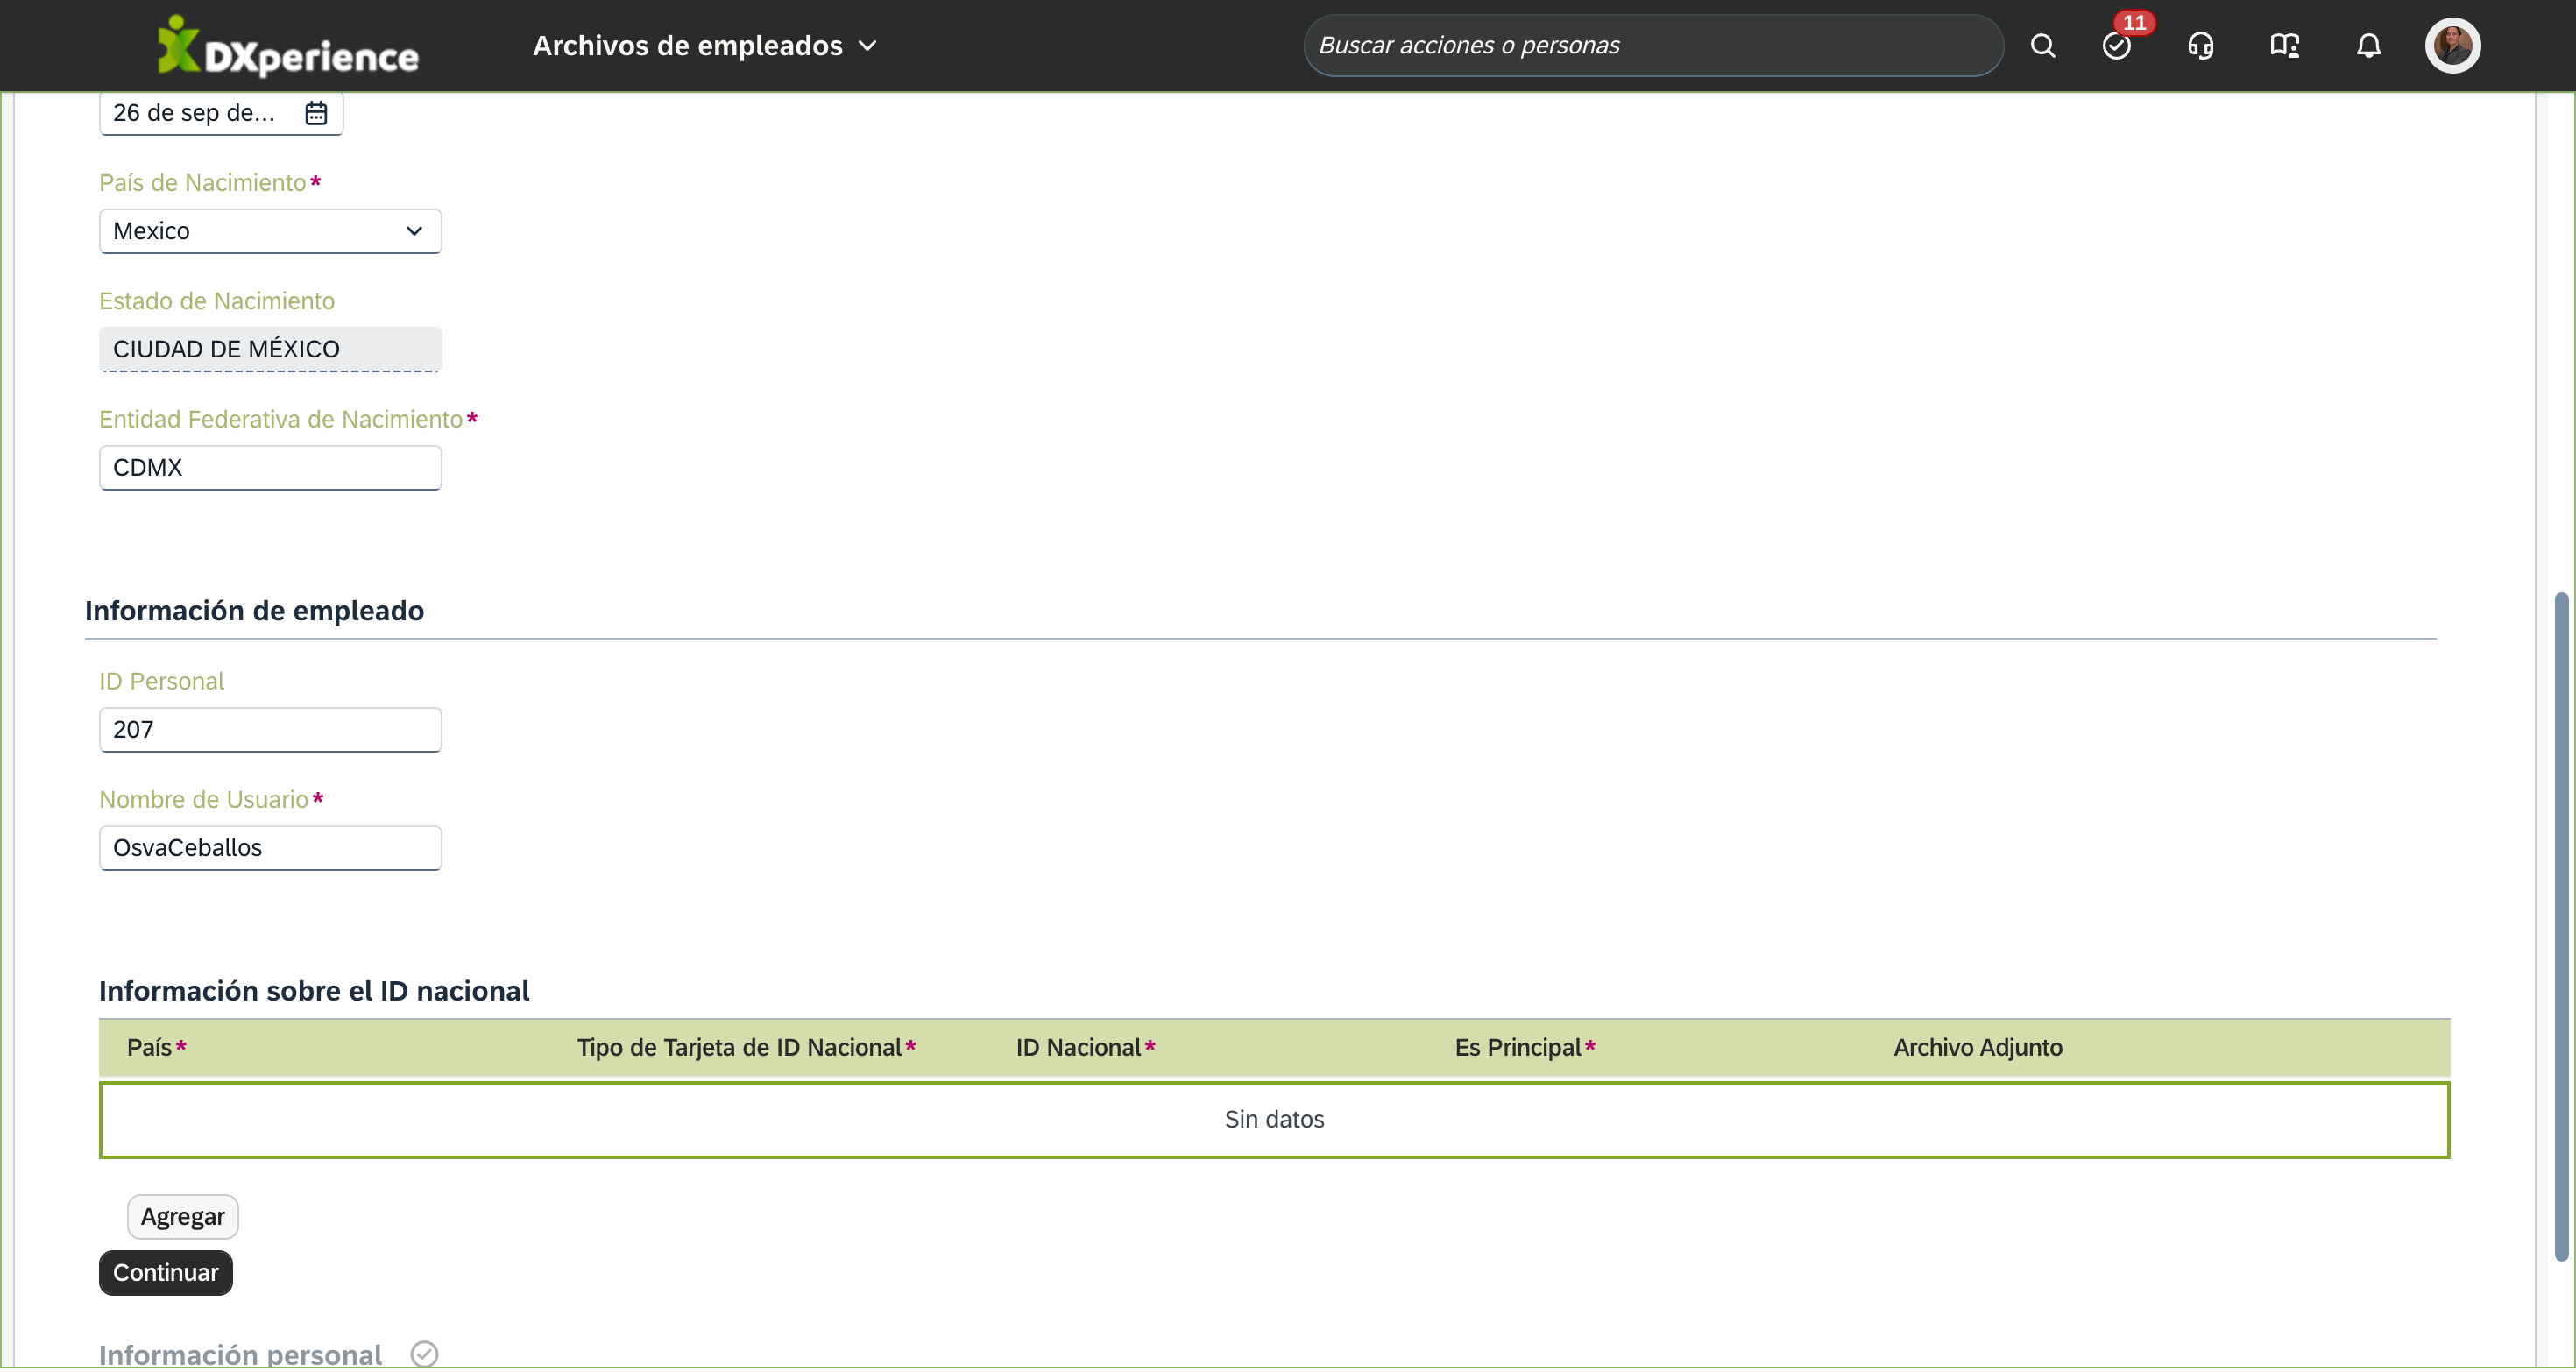 DXperience
Archivos de empleados
Buscar acciones o personas
11
26 de sep de...
País de Nacimiento*
Mexico
Estado de Nacimiento
CIUDAD DE MÉXICO
Entidad Federativa de Nacimiento*
CDMX
Información de empleado
ID Personal
207
Nombre de Usuario*
OsvaCeballos
Información sobre el ID nacional
País* Tipo de Tarjeta de ID Nacional* ID Nacional* Es Principal* Archivo Adjunto
Sin datos
Agregar
Continuar
Información personal